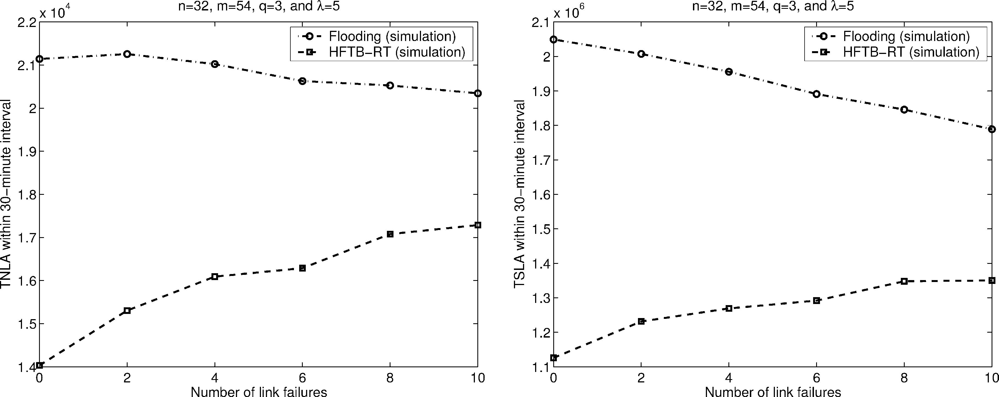 n=32, m=54, q=3, and λ=5
x 10^4
2.2
2.1
2
1.9
1.8
1.7
1.6
1.5
1.4
TNLA within 30−minute interval
Flooding (simulation)
HFTB−RT (simulation)
0 2 4 6 8 10
Number of link failures
n=32, m=54, q=3, and λ=5
x 10^6
2.1
2
1.9
1.8
1.7
1.6
1.5
1.4
1.3
1.2
1.1
TSLA within 30−minute interval
Flooding (simulation)
HFTB−RT (simulation)
0 2 4 6 8 10
Number of link failures